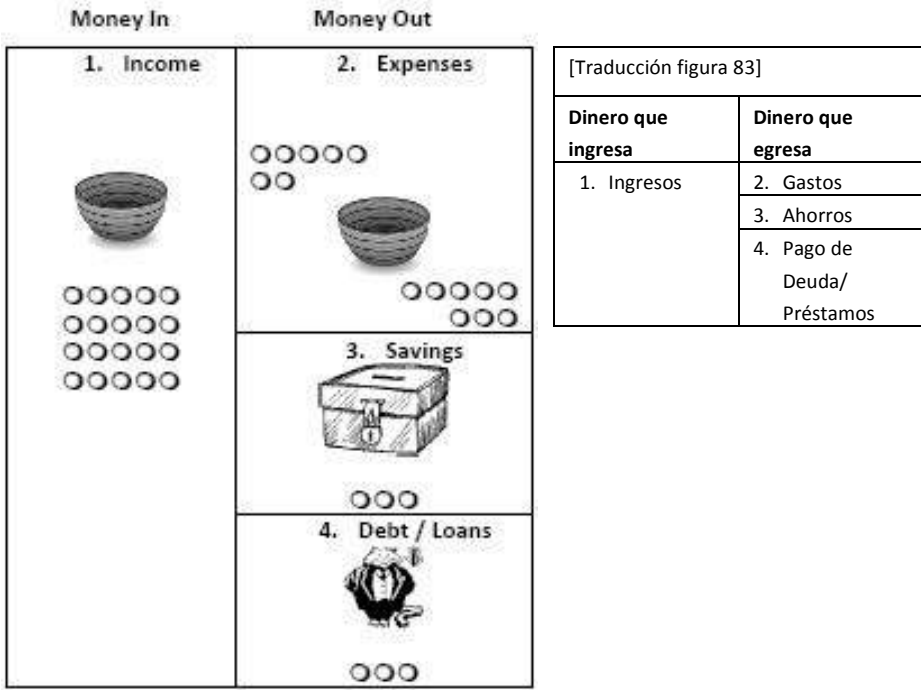 Money In
Money Out
1. Income
2. Expenses
3. Savings
4. Debt / Loans
[Traducción figura 83]
Dinero que
ingresa
Dinero que
egresa
1. Ingresos
2. Gastos
3. Ahorros
4. Pago de
Deuda/
Préstamos